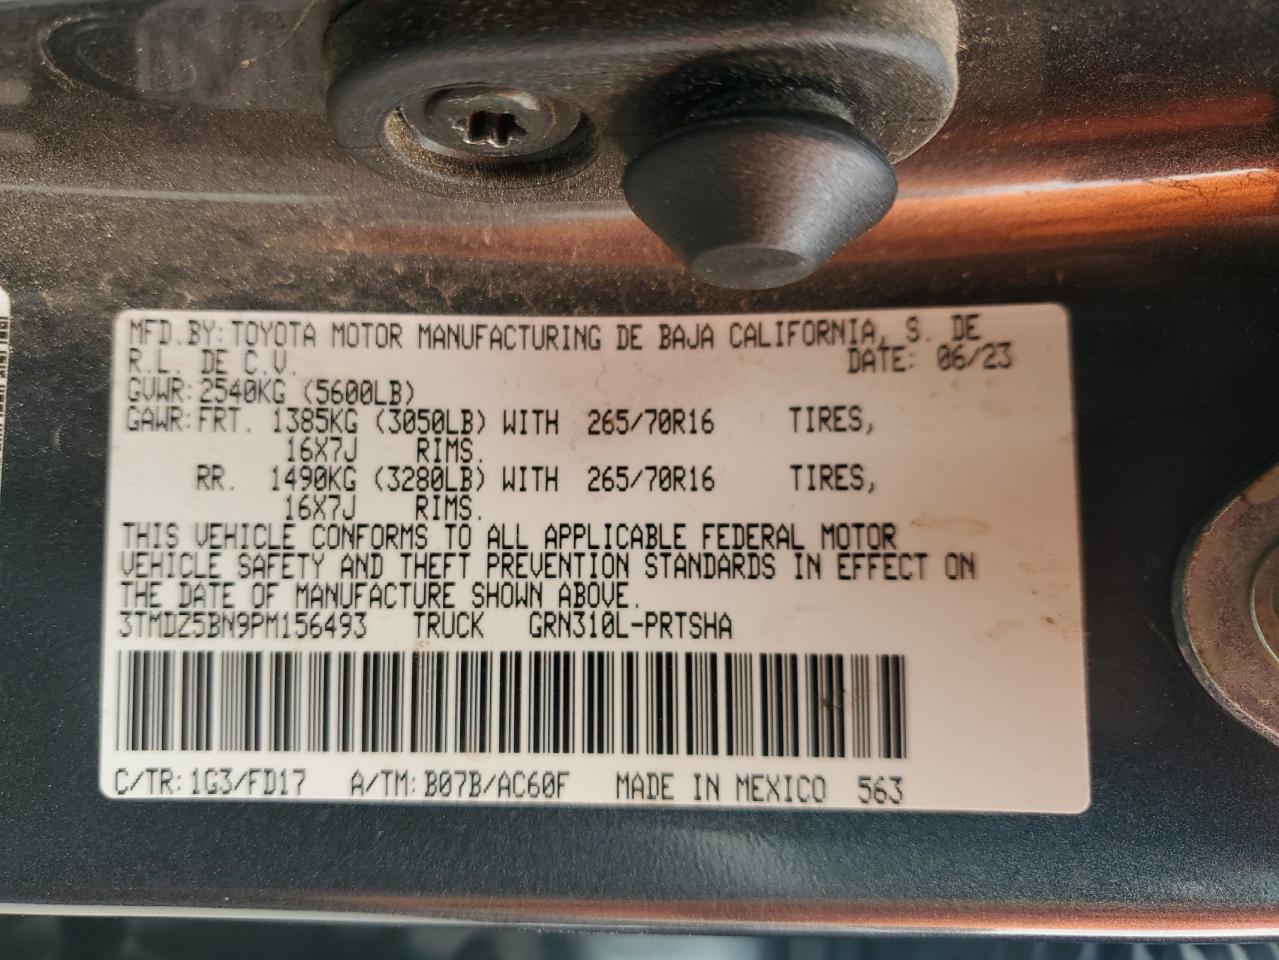 MFD.BY: TOYOTA MOTOR MANUFACTURING DE BAJA CALIFORNIA, S. DE
R.L. DE C.V. DATE: 06/23
GVWR: 2540KG (5600LB)
GAWR: FRT. 1385KG (3050LB) WITH 265/70R16 TIRES,
16X7J RIMS.
RR. 1490KG (3280LB) WITH 265/70R16 TIRES,
16X7J RIMS.
THIS VEHICLE CONFORMS TO ALL APPLICABLE FEDERAL MOTOR
VEHICLE SAFETY AND THEFT PREVENTION STANDARDS IN EFFECT ON
THE DATE OF MANUFACTURE SHOWN ABOVE.
3TMDZ5BN9PM156493 TRUCK GRN310L-PRTSHA
C/TR: 1G3/FD17 A/TM: B07B/AC60F MADE IN MEXICO 563